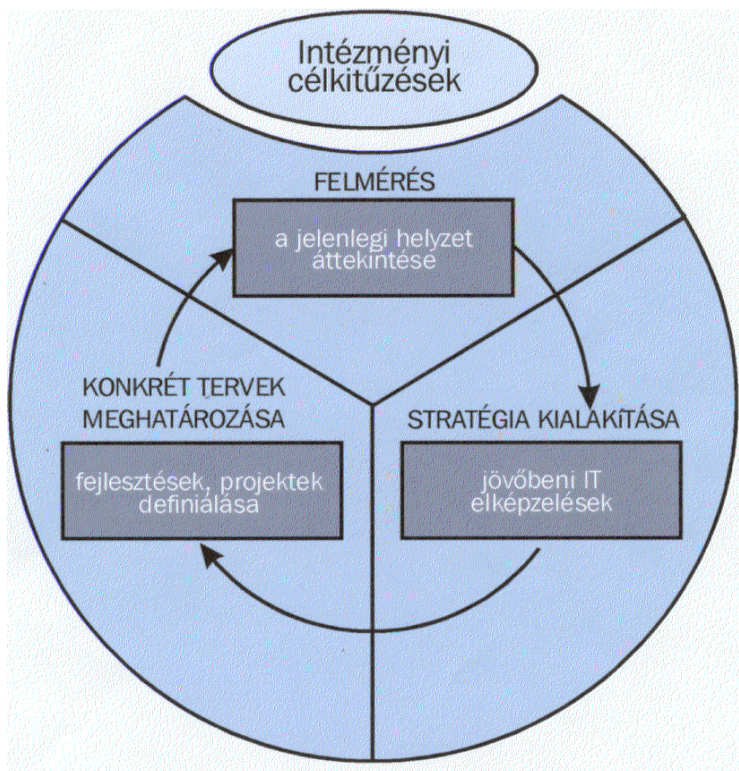 Intézményi
célkitűzések
FELMÉRÉS
a jelenlegi helyzet
áttekintése
KONKRÉT TERVEK
MEGHATÁROZÁSA
fejlesztések, projektek
definiálása
STRATÉGIA KIALAKÍTÁSA
jövőbeni IT
elképzelések